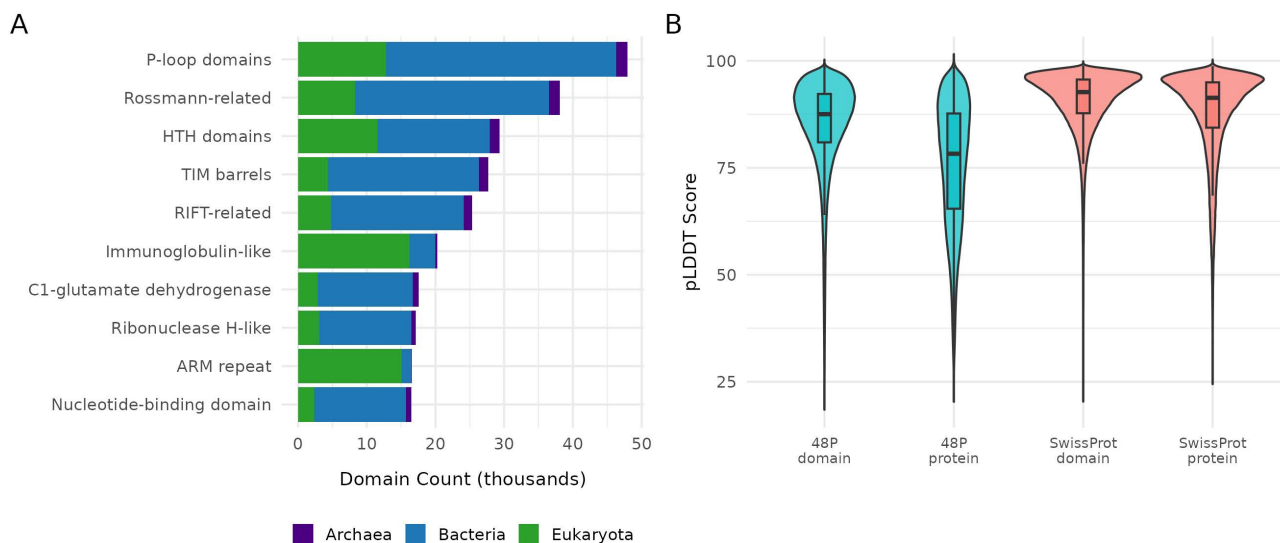 A
P-loop domains
Rossmann-related
HTH domains
TIM barrels
RIFT-related
Immunoglobulin-like
C1-glutamate dehydrogenase
Ribonuclease H-like
ARM repeat
Nucleotide-binding domain
0 10 20 30 40 50
Domain Count (thousands)
Archaea Bacteria Eukaryota
B
pLDDT Score
100
75
50
25
48P domain
48P protein
SwissProt domain
SwissProt protein